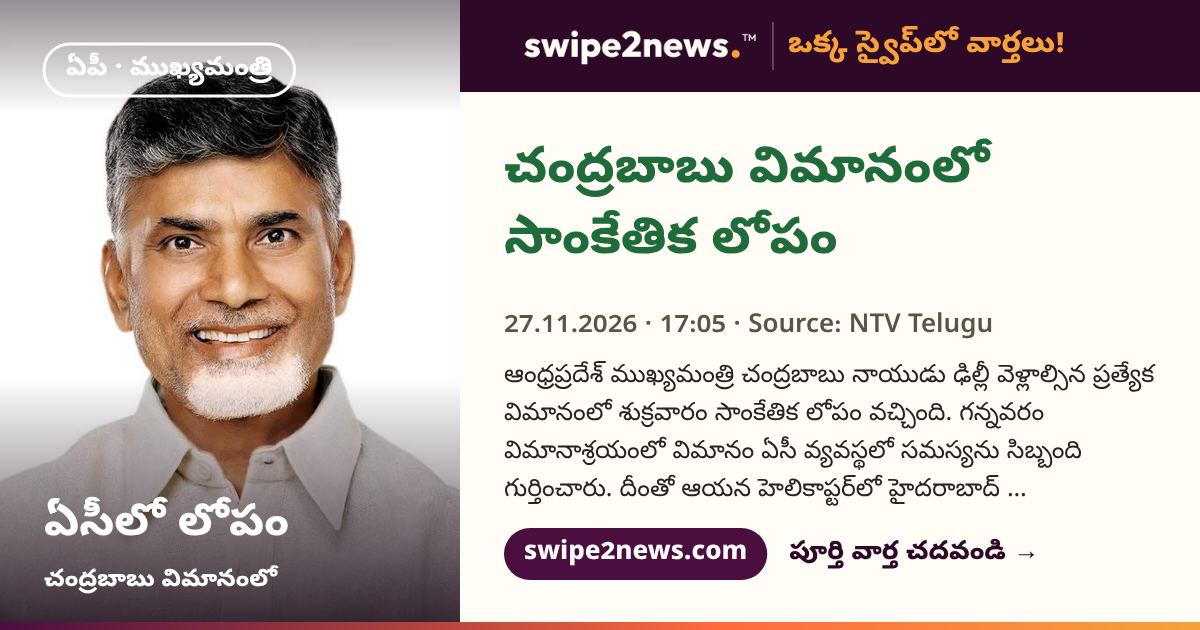 ఏపీ · ముఖ్యమంత్రి
ఏసీలో లోపం
చంద్రబాబు విమానంలో
swipe2news.™ ఒక్క స్వైప్‌లో వార్తలు!
చంద్రబాబు విమానంలో
సాంకేతిక లోపం
27.11.2026 · 17:05 · Source: NTV Telugu
ఆంధ్రప్రదేశ్ ముఖ్యమంత్రి చంద్రబాబు నాయుడు ఢిల్లీ వెళ్లాల్సిన ప్రత్యేక
విమానంలో శుక్రవారం సాంకేతిక లోపం వచ్చింది. గన్నవరం
విమానాశ్రయంలో విమానం ఏసీ వ్యవస్థలో సమస్యను సిబ్బంది
గుర్తించారు. దీంతో ఆయన హెలికాప్టర్‌లో హైదరాబాద్ ...
swipe2news.com పూర్తి వార్త చదవండి →